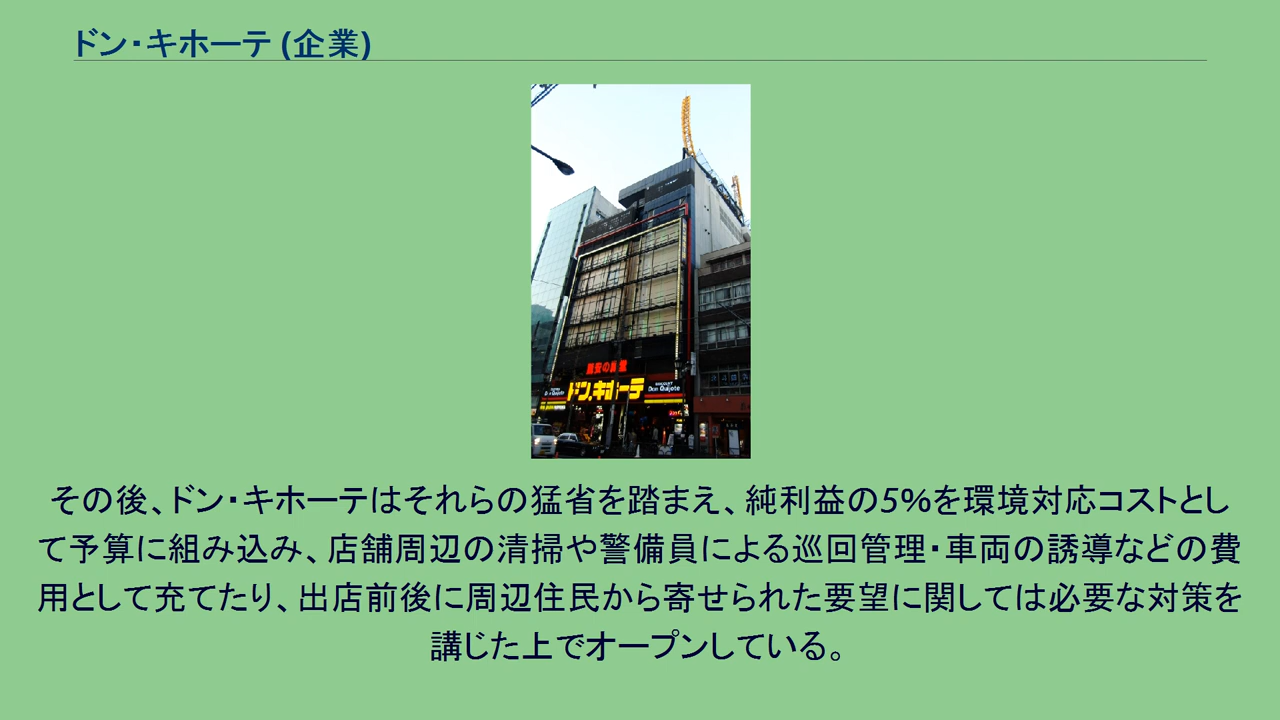 ドン・キホーテ (企業)
ドン.キホーテ
Don Quijote
その後、ドン・キホーテはそれらの猛省を踏まえ、純利益の5%を環境対応コストとし
て予算に組み込み、店舗周辺の清掃や警備員による巡回管理・車両の誘導などの費
用として充てたり、出店前後に周辺住民から寄せられた要望に関しては必要な対策を
講じた上でオープンしている。